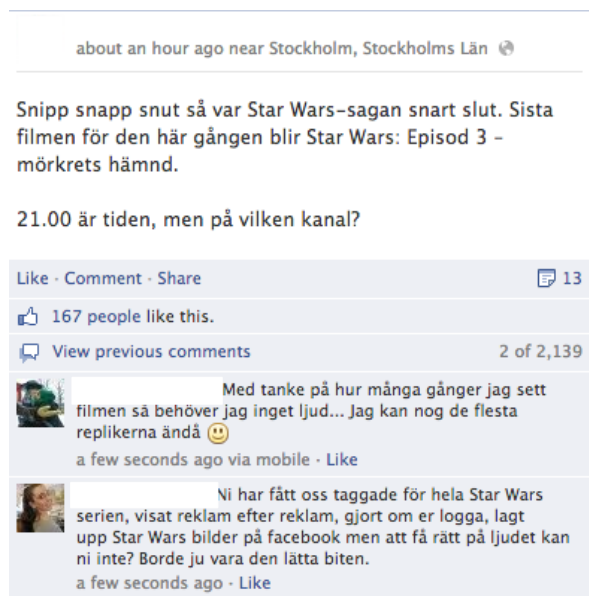 about an hour ago near Stockholm, Stockholms Län
Snipp snapp snut så var Star Wars-sagan snart slut. Sista
filmen för den här gången blir Star Wars: Episod 3 –
mörkrets hämnd.
21.00 är tiden, men på vilken kanal?
Like · Comment · Share 13
167 people like this.
View previous comments 2 of 2,139
Med tanke på hur många gånger jag sett
filmen så behöver jag inget ljud... Jag kan nog de flesta
replikerna ändå
a few seconds ago via mobile · Like
Ni har fått oss taggade för hela Star Wars
serien, visat reklam efter reklam, gjort om er logga, lagt
upp Star Wars bilder på facebook men att få rätt på ljudet kan
ni inte? Borde ju vara den lätta biten.
a few seconds ago · Like